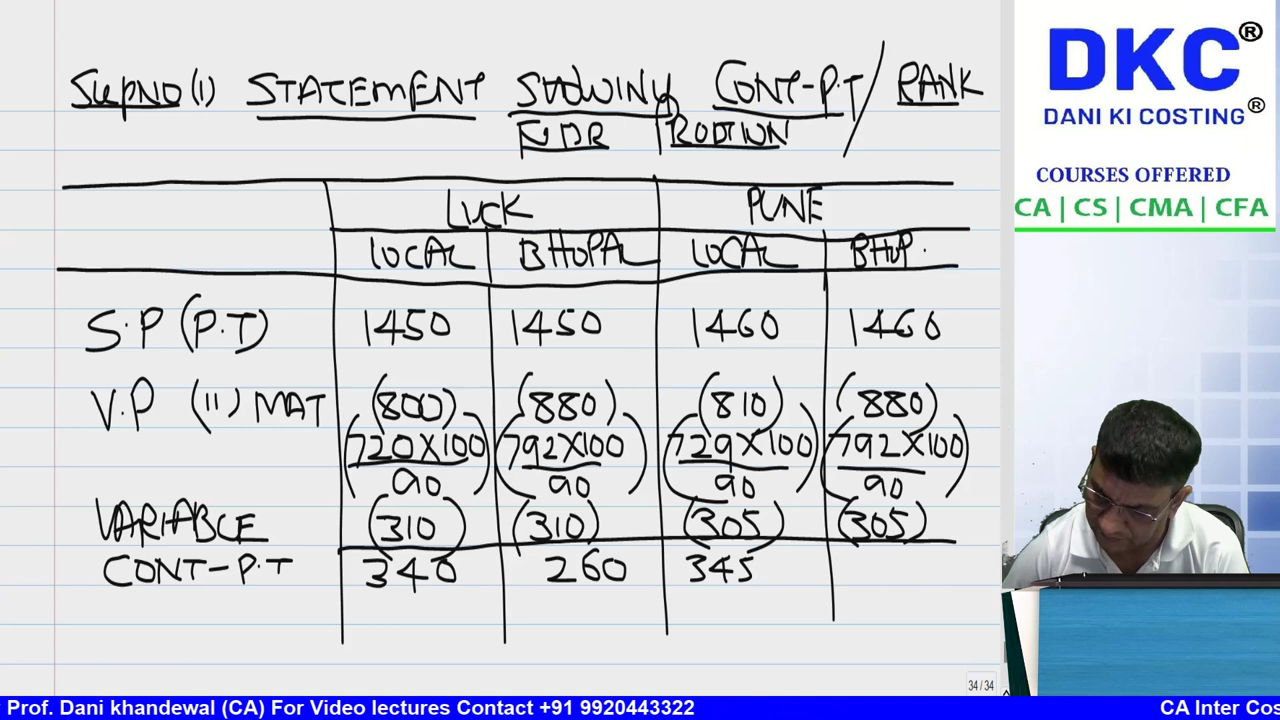 StepNO (1) STATEMENT SHOWING CONT-P.T / RANK
FOR PRODTION
LUCK PUNE
LOCAL BHOPAL LOCAL BHOP.
S.P (P.T) 1450 1450 1460 1460
V.P (11) MAT (800) (880) (810) (880)
(720X100 (792X100) (729X100) (792X100)
90 90 90 90
VARIABLE (310) (310) (305) (305)
CONT-P.T 340 260 345
34 / 34
DKC®
DANI KI COSTING®
COURSES OFFERED
CA | CS | CMA | CFA
Prof. Dani khandewal (CA) For Video lectures Contact +91 9920443322 CA Inter Cos